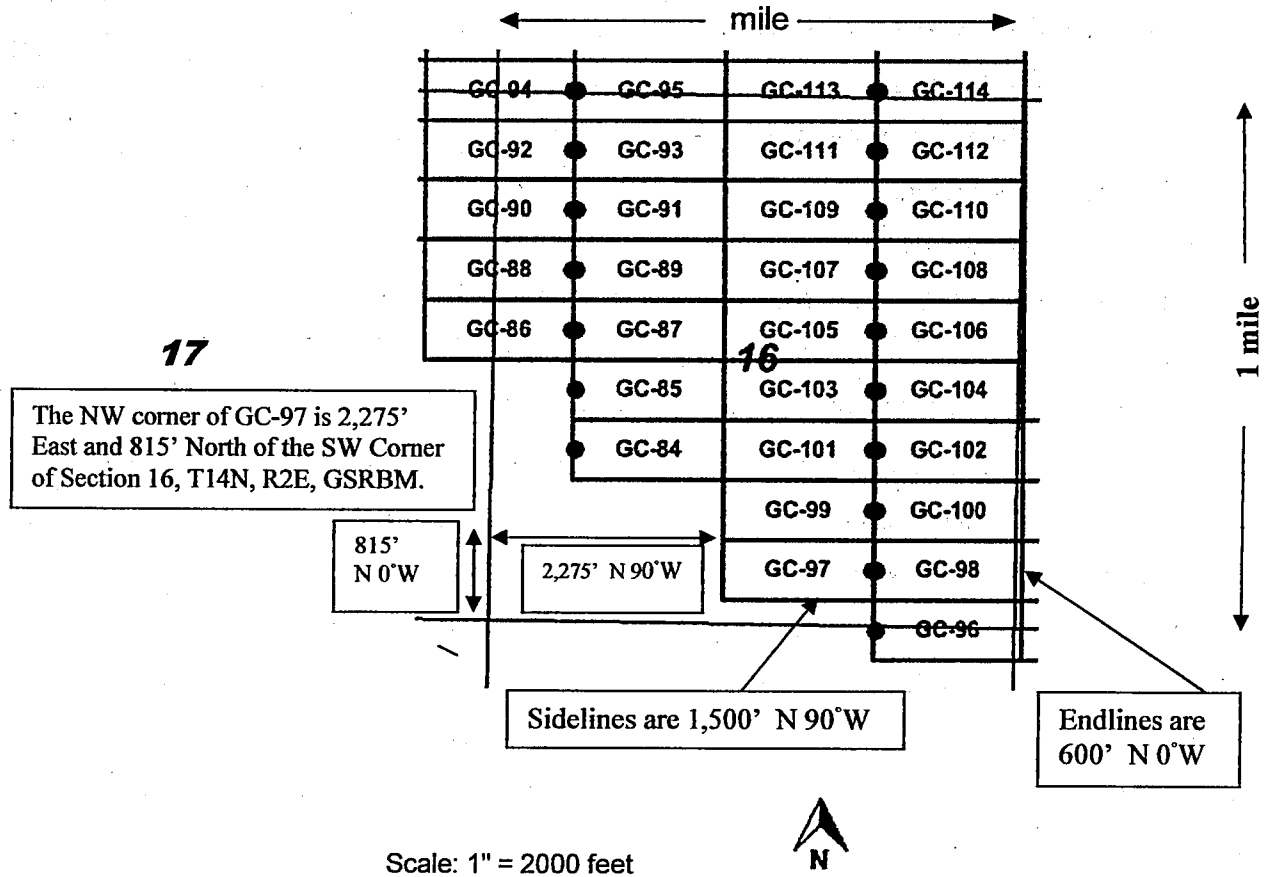 mile
GC-94 GC-95 GC-113 GC-114
GC-92 GC-93 GC-111 GC-112
GC-90 GC-91 GC-109 GC-110
GC-88 GC-89 GC-107 GC-108
GC-86 GC-87 GC-105 GC-106
17
16
GC-85 GC-103 GC-104
GC-84 GC-101 GC-102
GC-99 GC-100
GC-97 GC-98
GC-96
1 mile
The NW corner of GC-97 is 2,275’
East and 815’ North of the SW Corner
of Section 16, T14N, R2E, GSRBM.
815’
N 0°W
2,275’ N 90°W
Sidelines are 1,500’ N 90°W
Endlines are
600’ N 0°W
N
Scale: 1" = 2000 feet